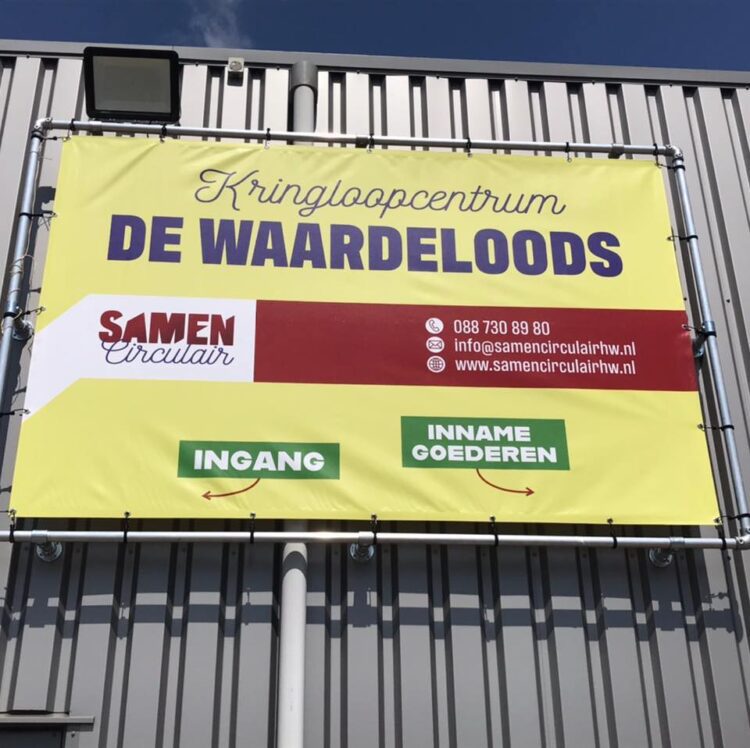 Kringloopcentrum
DE WAARDELOODS
SAMEN
Circulair
088 730 89 80
info@samencirculairhw.nl
www.samencirculairhw.nl
INGANG
INNAME
GOEDEREN